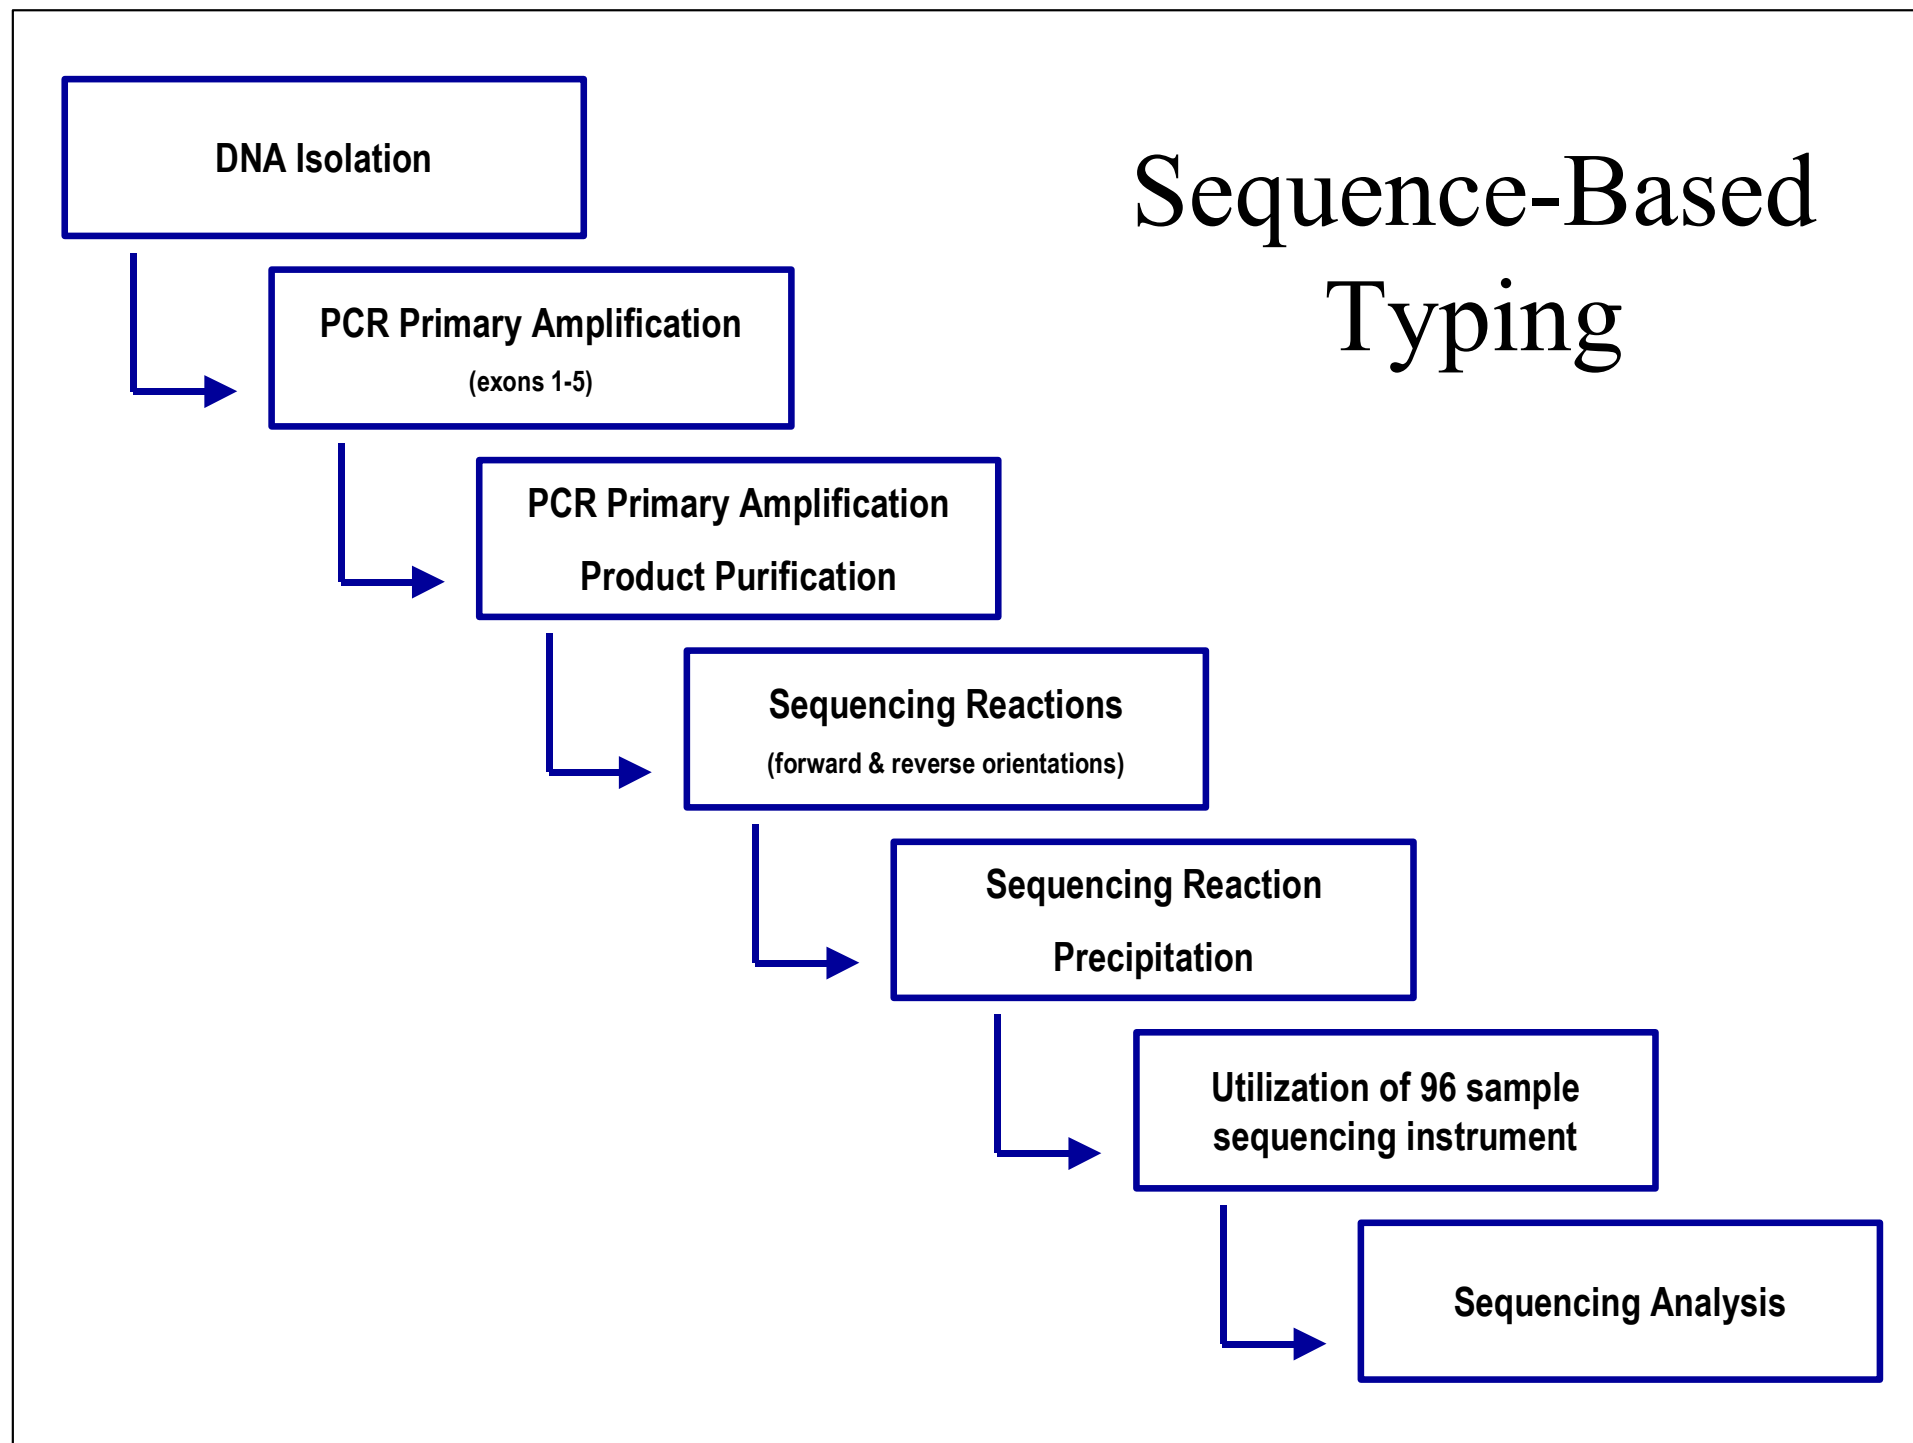 Sequence-Based
Typing
DNA Isolation
PCR Primary Amplification
(exons 1-5)
PCR Primary Amplification
Product Purification
Sequencing Reactions
(forward & reverse orientations)
Sequencing Reaction
Precipitation
Utilization of 96 sample
sequencing instrument
Sequencing Analysis